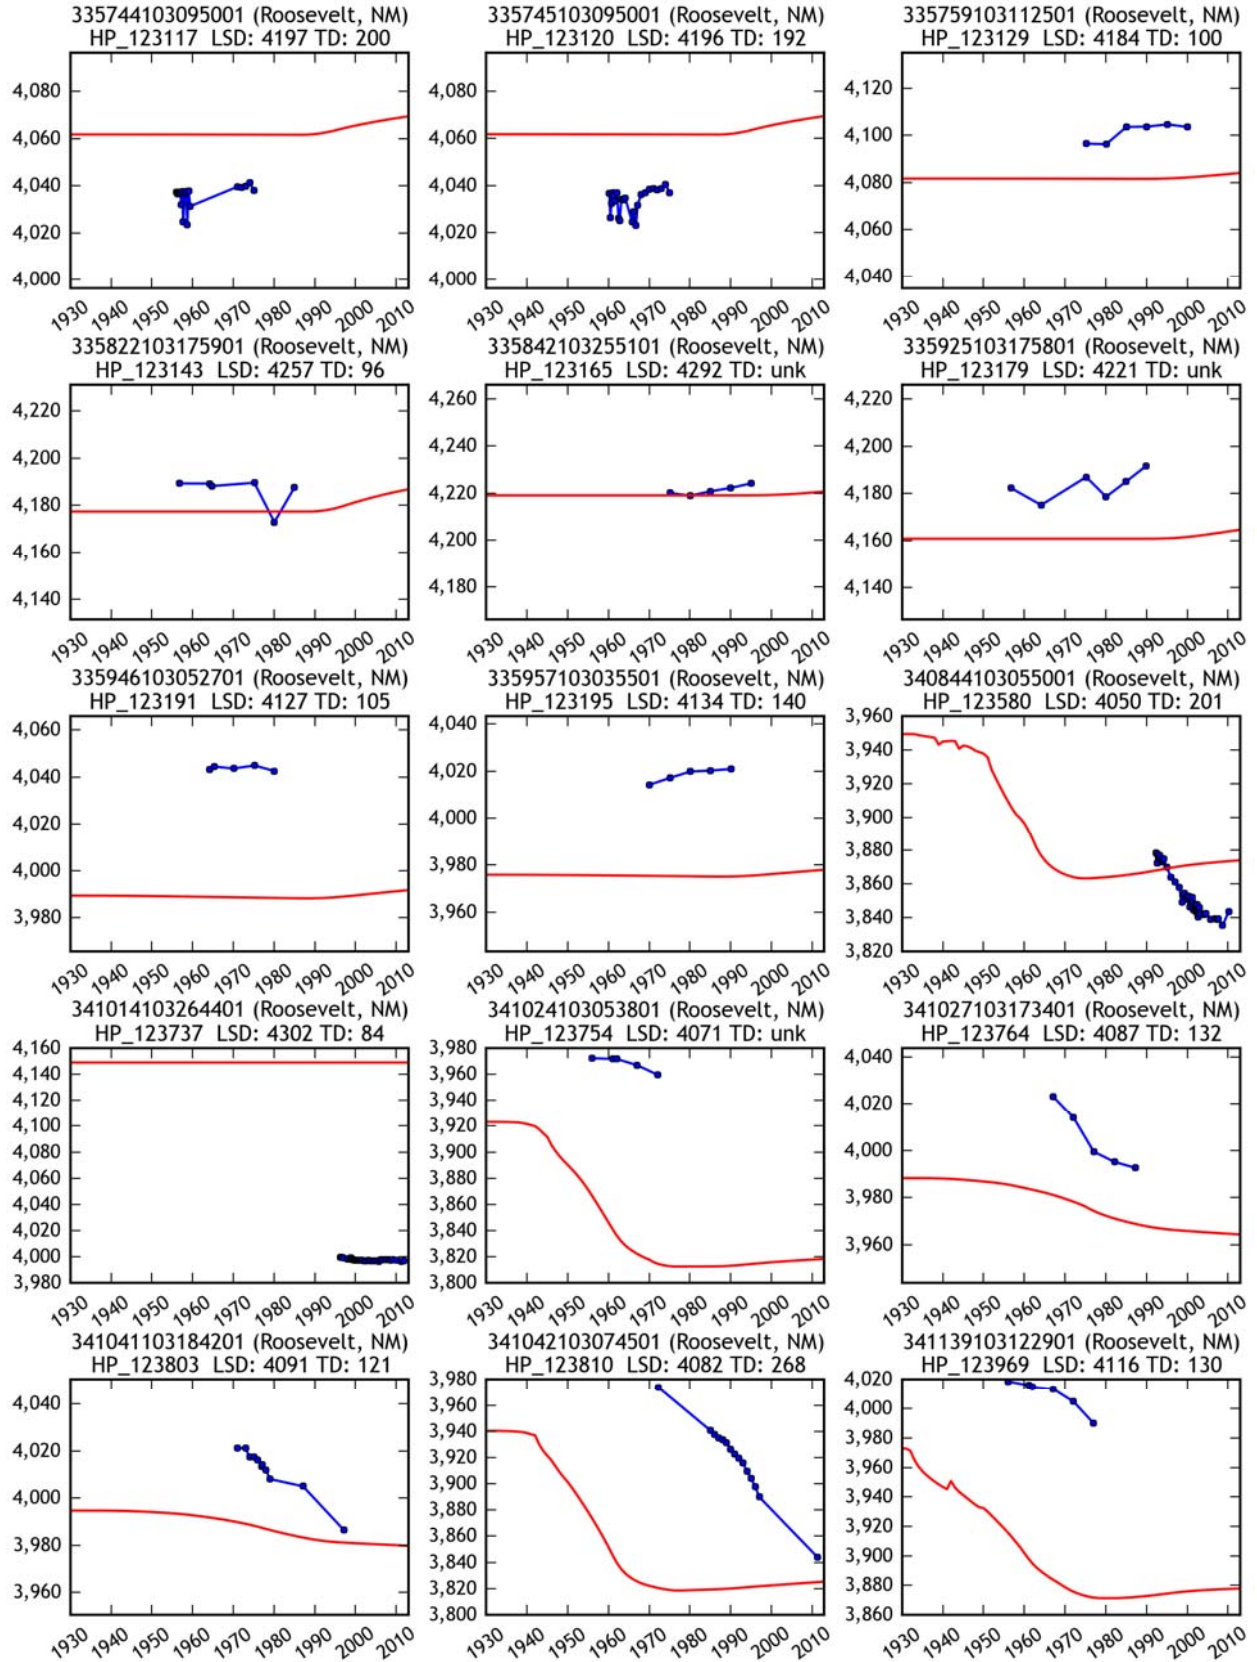 335744103095001 (Roosevelt, NM)
HP_123117 LSD: 4197 TD: 200
4,080
4,060
4,040
4,020
4,000
1930 1940 1950 1960 1970 1980 1990 2000 2010
335745103095001 (Roosevelt, NM)
HP_123120 LSD: 4196 TD: 192
4,080
4,060
4,040
4,020
4,000
1930 1940 1950 1960 1970 1980 1990 2000 2010
335759103112501 (Roosevelt, NM)
HP_123129 LSD: 4184 TD: 100
4,120
4,100
4,080
4,060
4,040
1930 1940 1950 1960 1970 1980 1990 2000 2010
335822103175901 (Roosevelt, NM)
HP_123143 LSD: 4257 TD: 96
4,220
4,200
4,180
4,160
4,140
1930 1940 1950 1960 1970 1980 1990 2000 2010
335842103255101 (Roosevelt, NM)
HP_123165 LSD: 4292 TD: unk
4,260
4,240
4,220
4,200
4,180
1930 1940 1950 1960 1970 1980 1990 2000 2010
335925103175801 (Roosevelt, NM)
HP_123179 LSD: 4221 TD: unk
4,220
4,200
4,180
4,160
4,140
1930 1940 1950 1960 1970 1980 1990 2000 2010
335946103052701 (Roosevelt, NM)
HP_123191 LSD: 4127 TD: 105
4,060
4,040
4,020
4,000
3,980
1930 1940 1950 1960 1970 1980 1990 2000 2010
335957103035501 (Roosevelt, NM)
HP_123195 LSD: 4134 TD: 140
4,040
4,020
4,000
3,980
3,960
1930 1940 1950 1960 1970 1980 1990 2000 2010
340844103055001 (Roosevelt, NM)
HP_123580 LSD: 4050 TD: 201
3,960
3,940
3,920
3,900
3,880
3,860
3,840
3,820
1930 1940 1950 1960 1970 1980 1990 2000 2010
341014103264401 (Roosevelt, NM)
HP_123737 LSD: 4302 TD: 84
4,160
4,140
4,120
4,100
4,080
4,060
4,040
4,020
4,000
3,980
1930 1940 1950 1960 1970 1980 1990 2000 2010
341024103053801 (Roosevelt, NM)
HP_123754 LSD: 4071 TD: unk
3,980
3,960
3,940
3,920
3,900
3,880
3,860
3,840
3,820
3,800
1930 1940 1950 1960 1970 1980 1990 2000 2010
341027103173401 (Roosevelt, NM)
HP_123764 LSD: 4087 TD: 132
4,040
4,020
4,000
3,980
3,960
1930 1940 1950 1960 1970 1980 1990 2000 2010
341041103184201 (Roosevelt, NM)
HP_123803 LSD: 4091 TD: 121
4,040
4,020
4,000
3,980
3,960
1930 1940 1950 1960 1970 1980 1990 2000 2010
341042103074501 (Roosevelt, NM)
HP_123810 LSD: 4082 TD: 268
3,980
3,960
3,940
3,920
3,900
3,880
3,860
3,840
3,820
3,800
1930 1940 1950 1960 1970 1980 1990 2000 2010
341139103122901 (Roosevelt, NM)
HP_123969 LSD: 4116 TD: 130
4,020
4,000
3,980
3,960
3,940
3,920
3,900
3,880
3,860
1930 1940 1950 1960 1970 1980 1990 2000 2010